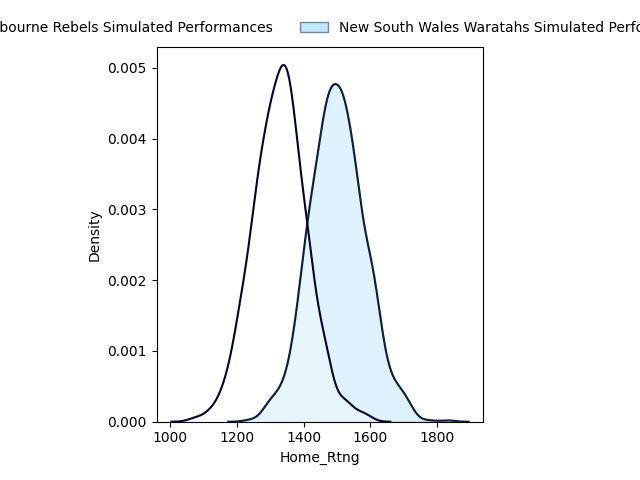 bourne Rebels Simulated Performances New South Wales Waratahs Simulated Perfo
0.005
0.004
0.003
0.002
0.001
0.000
Density
1000 1200 1400 1600 1800
Home_Rtng